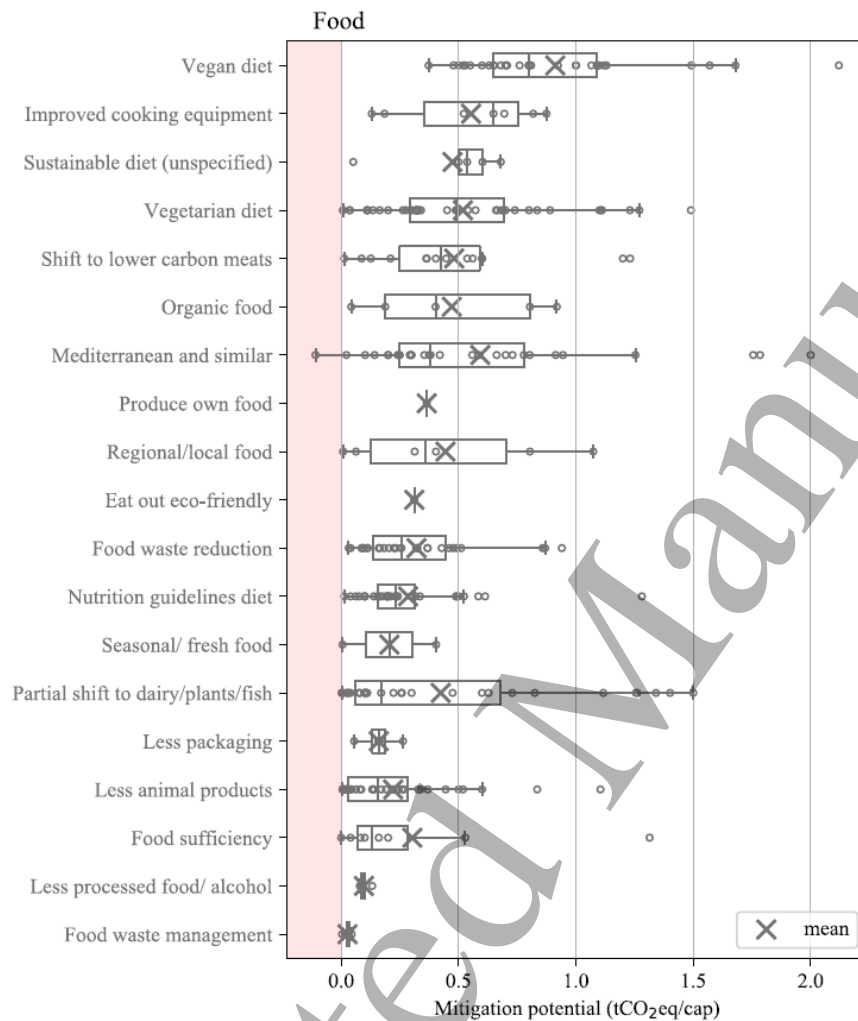 Food
Vegan diet
Improved cooking equipment
Sustainable diet (unspecified)
Vegetarian diet
Shift to lower carbon meats
Organic food
Mediterranean and similar
Produce own food
Regional/local food
Eat out eco-friendly
Food waste reduction
Nutrition guidelines diet
Seasonal/ fresh food
Partial shift to dairy/plants/fish
Less packaging
Less animal products
Food sufficiency
Less processed food/ alcohol
Food waste management
mean
0.0 0.5 1.0 1.5 2.0
Mitigation potential (tCO₂eq/cap)